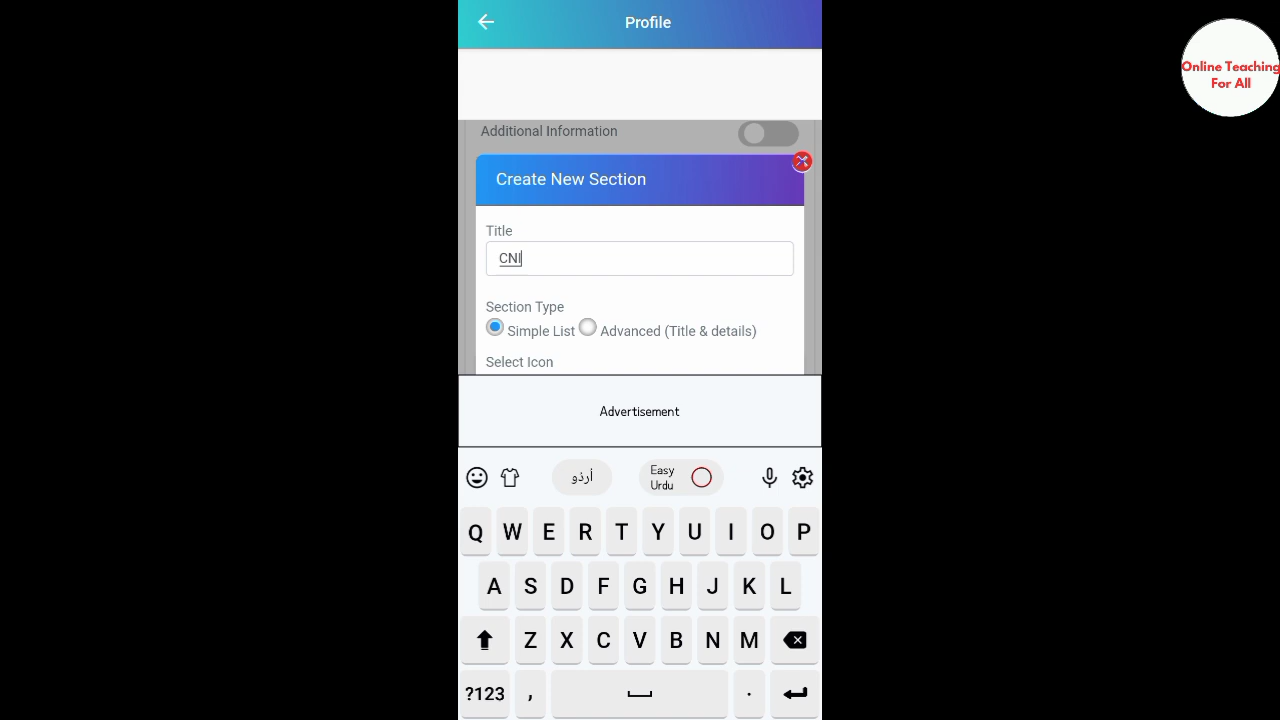 Profile
Online Teaching
For All
Additional Information
Create New Section
Title
CNI
Section Type
Simple List Advanced (Title & details)
Select Icon
Advertisement
اُردُو
Easy
Urdu
Q W E R T Y U I O P
A S D F G H J K L
Z X C V B N M
?123 , .